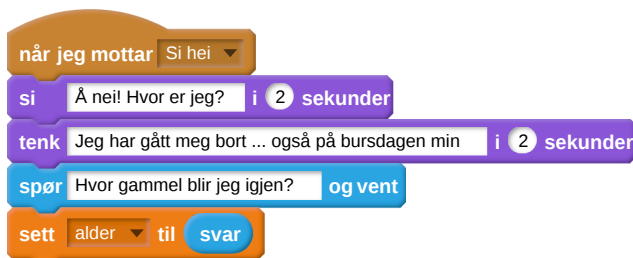 når jeg mottar Si hei
si Å nei! Hvor er jeg? i 2 sekunder
tenk Jeg har gått meg bort ... også på bursdagen min i 2 sekunder
spør Hvor gammel blir jeg igjen? og vent
sett alder til svar